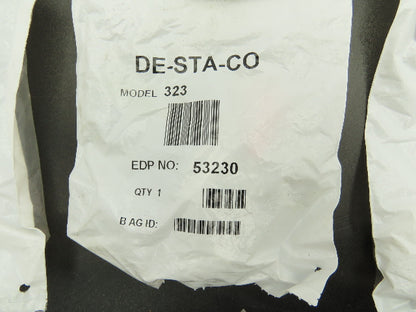 DE-STA-CO
MODEL 323
EDP NO: 53230
QTY 1
BAG ID: